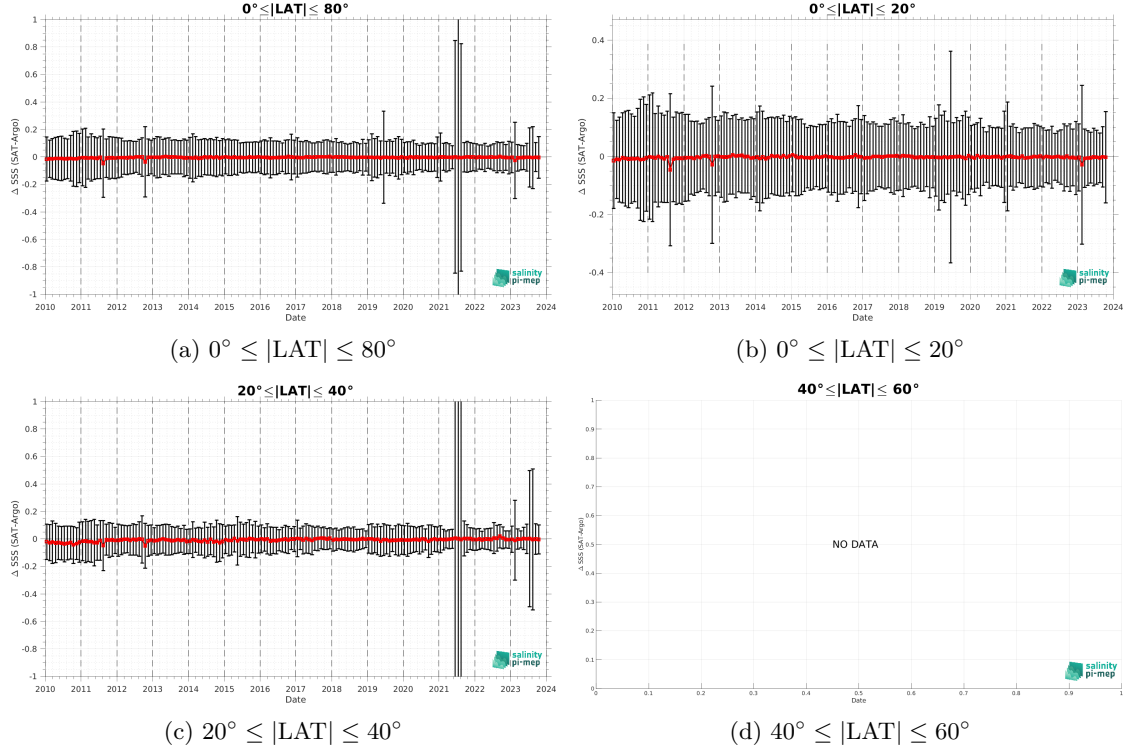 0°≤|LAT|≤ 80°
1
0.8
0.6
0.4
0.2
0
-0.2
-0.4
-0.6
-0.8
-1
Δ SSS (SAT-Argo)
2010 2011 2012 2013 2014 2015 2016 2017 2018 2019 2020 2021 2022 2023 2024
Date
salinity
pi-mep
(a) 0° ≤ |LAT| ≤ 80°
0°≤|LAT|≤ 20°
0.4
0.2
0
-0.2
-0.4
Δ SSS (SAT-Argo)
2010 2011 2012 2013 2014 2015 2016 2017 2018 2019 2020 2021 2022 2023 2024
Date
salinity
pi-mep
(b) 0° ≤ |LAT| ≤ 20°
20°≤|LAT|≤ 40°
1
0.8
0.6
0.4
0.2
0
-0.2
-0.4
-0.6
-0.8
-1
Δ SSS (SAT-Argo)
2010 2011 2012 2013 2014 2015 2016 2017 2018 2019 2020 2021 2022 2023 2024
Date
salinity
pi-mep
(c) 20° ≤ |LAT| ≤ 40°
40°≤|LAT|≤ 60°
1
0.9
0.8
0.7
0.6
0.5
0.4
0.3
0.2
0.1
0
Δ SSS (SAT-Argo)
NO DATA
0 0.1 0.2 0.3 0.4 0.5 0.6 0.7 0.8 0.9 1
Date
salinity
pi-mep
(d) 40° ≤ |LAT| ≤ 60°